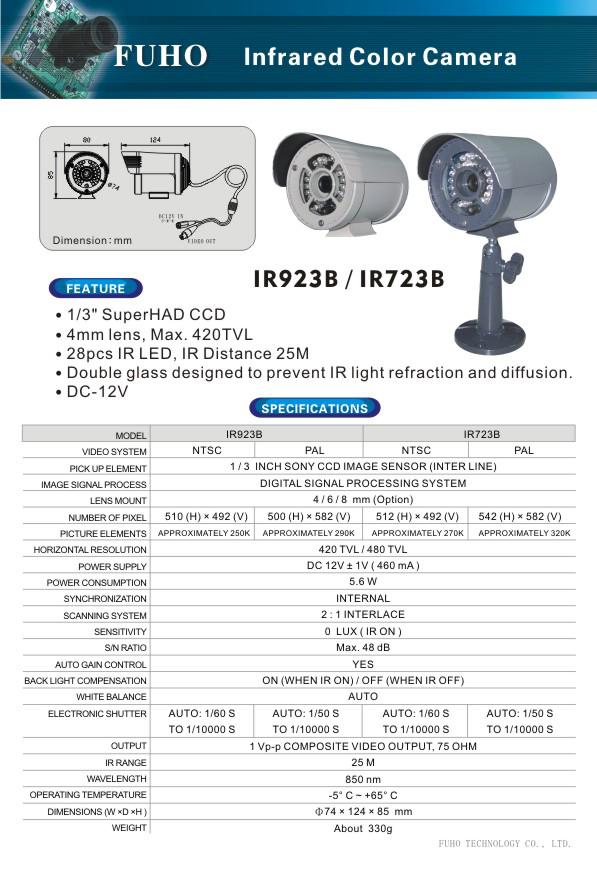 FUHO Infrared Color Camera
80 124
95
Φ74
DC12V IN
VIDEO OUT
Dimension : mm
IR923B / IR723B
FEATURE
• 1/3" SuperHAD CCD
• 4mm lens, Max. 420TVL
• 28pcs IR LED, IR Distance 25M
• Double glass designed to prevent IR light refraction and diffusion.
• DC-12V
SPECIFICATIONS
MODEL IR923B IR723B
VIDEO SYSTEM NTSC PAL NTSC PAL
PICK UP ELEMENT 1 / 3 INCH SONY CCD IMAGE SENSOR (INTER LINE)
IMAGE SIGNAL PROCESS DIGITAL SIGNAL PROCESSING SYSTEM
LENS MOUNT 4 / 6 / 8 mm (Option)
NUMBER OF PIXEL 510 (H) × 492 (V) 500 (H) × 582 (V) 512 (H) × 492 (V) 542 (H) × 582 (V)
PICTURE ELEMENTS APPROXIMATELY 250K APPROXIMATELY 290K APPROXIMATELY 270K APPROXIMATELY 320K
HORIZONTAL RESOLUTION 420 TVL / 480 TVL
POWER SUPPLY DC 12V ± 1V ( 460 mA )
POWER CONSUMPTION 5.6 W
SYNCHRONIZATION INTERNAL
SCANNING SYSTEM 2 : 1 INTERLACE
SENSITIVITY 0 LUX ( IR ON )
S/N RATIO Max. 48 dB
AUTO GAIN CONTROL YES
BACK LIGHT COMPENSATION ON (WHEN IR ON) / OFF (WHEN IR OFF)
WHITE BALANCE AUTO
ELECTRONIC SHUTTER AUTO: 1/60 S AUTO: 1/50 S AUTO: 1/60 S AUTO: 1/50 S
TO 1/10000 S TO 1/10000 S TO 1/10000 S TO 1/10000 S
OUTPUT 1 Vp-p COMPOSITE VIDEO OUTPUT, 75 OHM
IR RANGE 25 M
WAVELENGTH 850 nm
OPERATING TEMPERATURE -5° C ~ +65° C
DIMENSIONS (W ×D ×H ) Φ74 × 124 × 85 mm
WEIGHT About 330g
FUHO TECHNOLOGY CO., LTD.